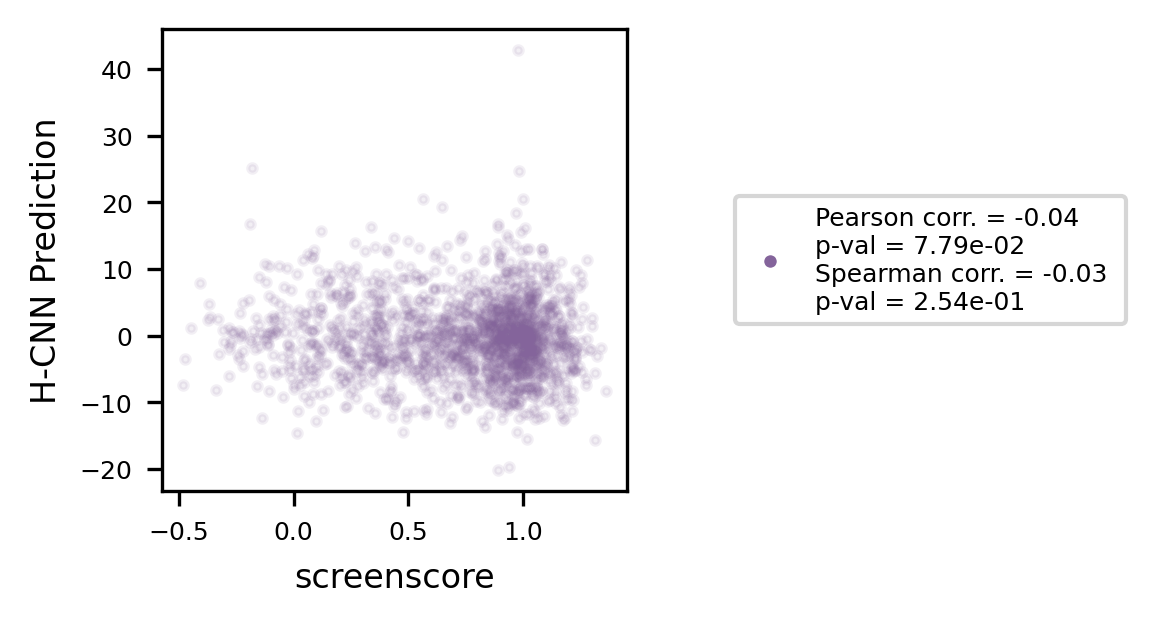 40
30
20
10
0
−10
−20
H-CNN Prediction
−0.5 0.0 0.5 1.0
screenscore
Pearson corr. = -0.04
p-val = 7.79e-02
Spearman corr. = -0.03
p-val = 2.54e-01